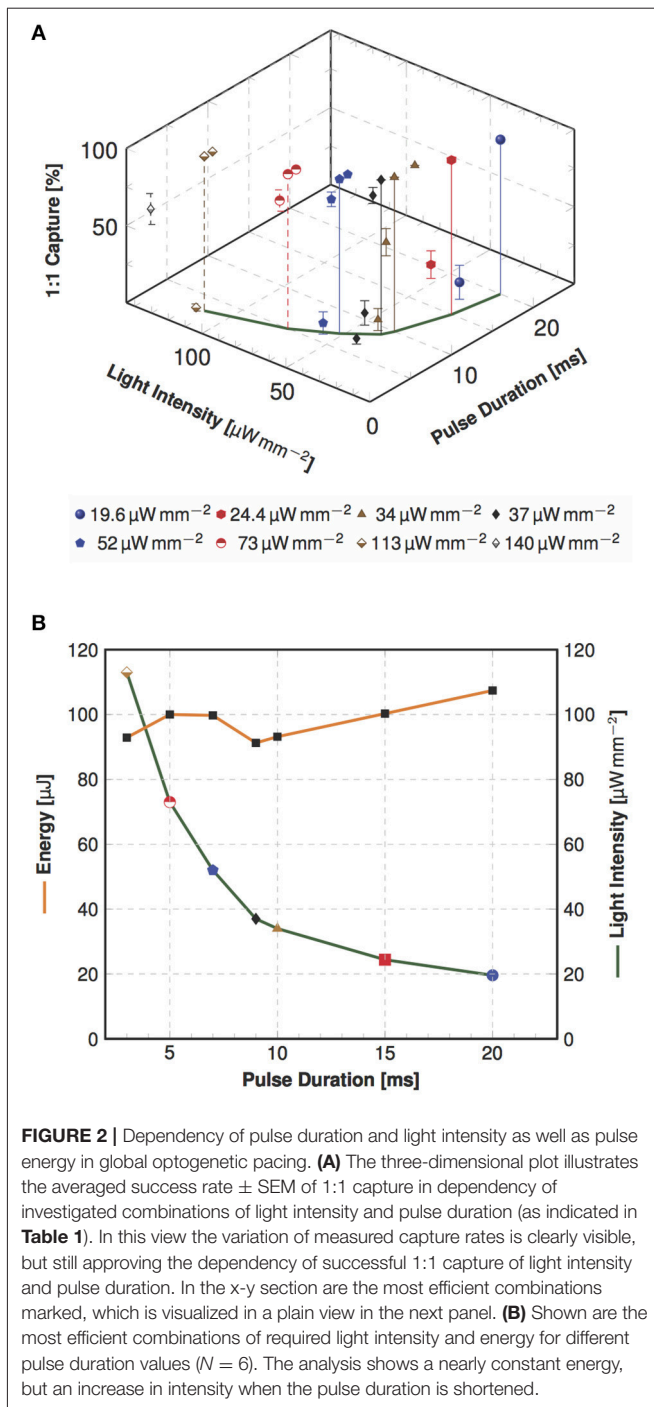 A
100
50
1:1 Capture [%]
100
50
0
Light Intensity [µW mm−2]
10
20
Pulse Duration [ms]
19.6 µW mm−2 24.4 µW mm−2 34 µW mm−2 37 µW mm−2
52 µW mm−2 73 µW mm−2 113 µW mm−2 140 µW mm−2
B
120 120
100 100
80 80
60 60
40 40
20 20
0 0
Energy [µJ]
Light Intensity [µW mm−2]
5 10 15 20
Pulse Duration [ms]
FIGURE 2 | Dependency of pulse duration and light intensity as well as pulse
energy in global optogenetic pacing. (A) The three-dimensional plot illustrates
the averaged success rate ± SEM of 1:1 capture in dependency of
investigated combinations of light intensity and pulse duration (as indicated in
Table 1). In this view the variation of measured capture rates is clearly visible,
but still approving the dependency of successful 1:1 capture of light intensity
and pulse duration. In the x-y section are the most efficient combinations
marked, which is visualized in a plain view in the next panel. (B) Shown are the
most efficient combinations of required light intensity and energy for different
pulse duration values (N = 6). The analysis shows a nearly constant energy,
but an increase in intensity when the pulse duration is shortened.